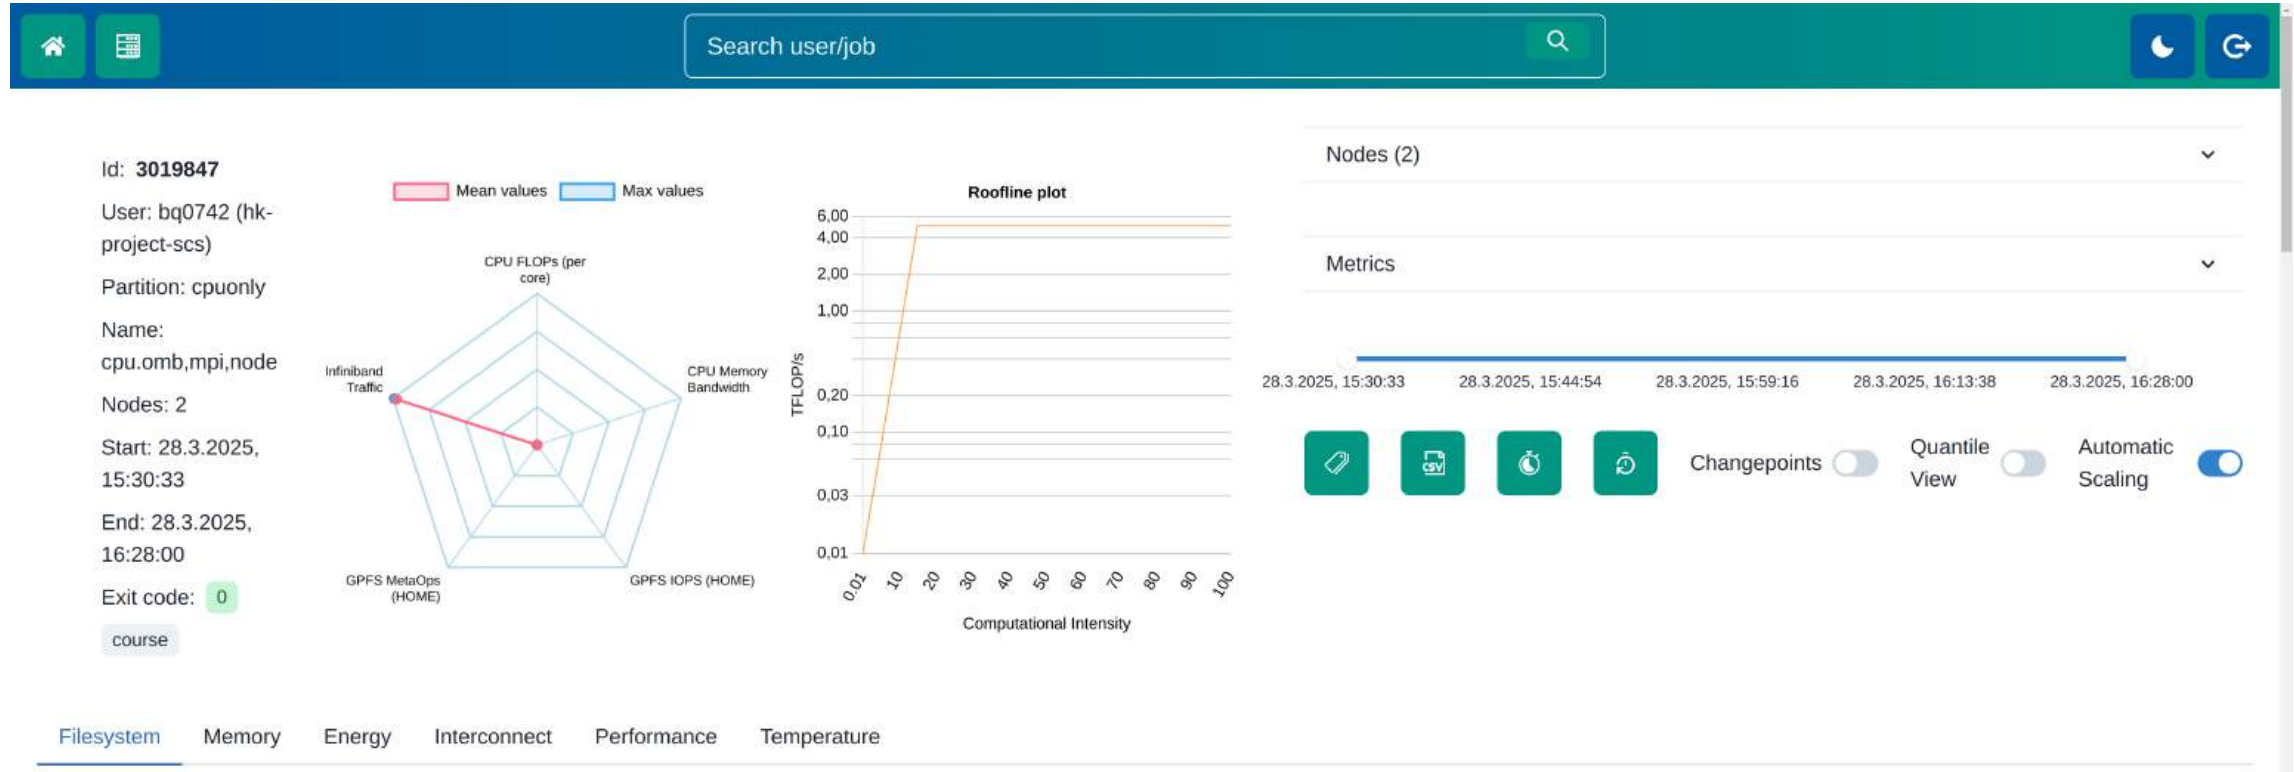 Search user/job
Id: 3019847
User: bq0742 (hk-
project-scs)
Partition: cpuonly
Name:
cpu.omb,mpi,node
Nodes: 2
Start: 28.3.2025,
15:30:33
End: 28.3.2025,
16:28:00
Exit code: 0
course
Mean values
Max values
CPU FLOPs (per
core)
CPU Memory
Bandwidth
GPFS IOPS (HOME)
GPFS MetaOps
(HOME)
Infiniband
Traffic
Roofline plot
TFLOP/s
6,00
4,00
2,00
1,00
0,20
0,10
0,03
0,01
0.01 10 20 30 40 50 60 70 80 90 100
Computational Intensity
Nodes (2)
Metrics
28.3.2025, 15:30:33 28.3.2025, 15:44:54 28.3.2025, 15:59:16 28.3.2025, 16:13:38 28.3.2025, 16:28:00
CSV
Changepoints
Quantile
View
Automatic
Scaling
Filesystem Memory Energy Interconnect Performance Temperature